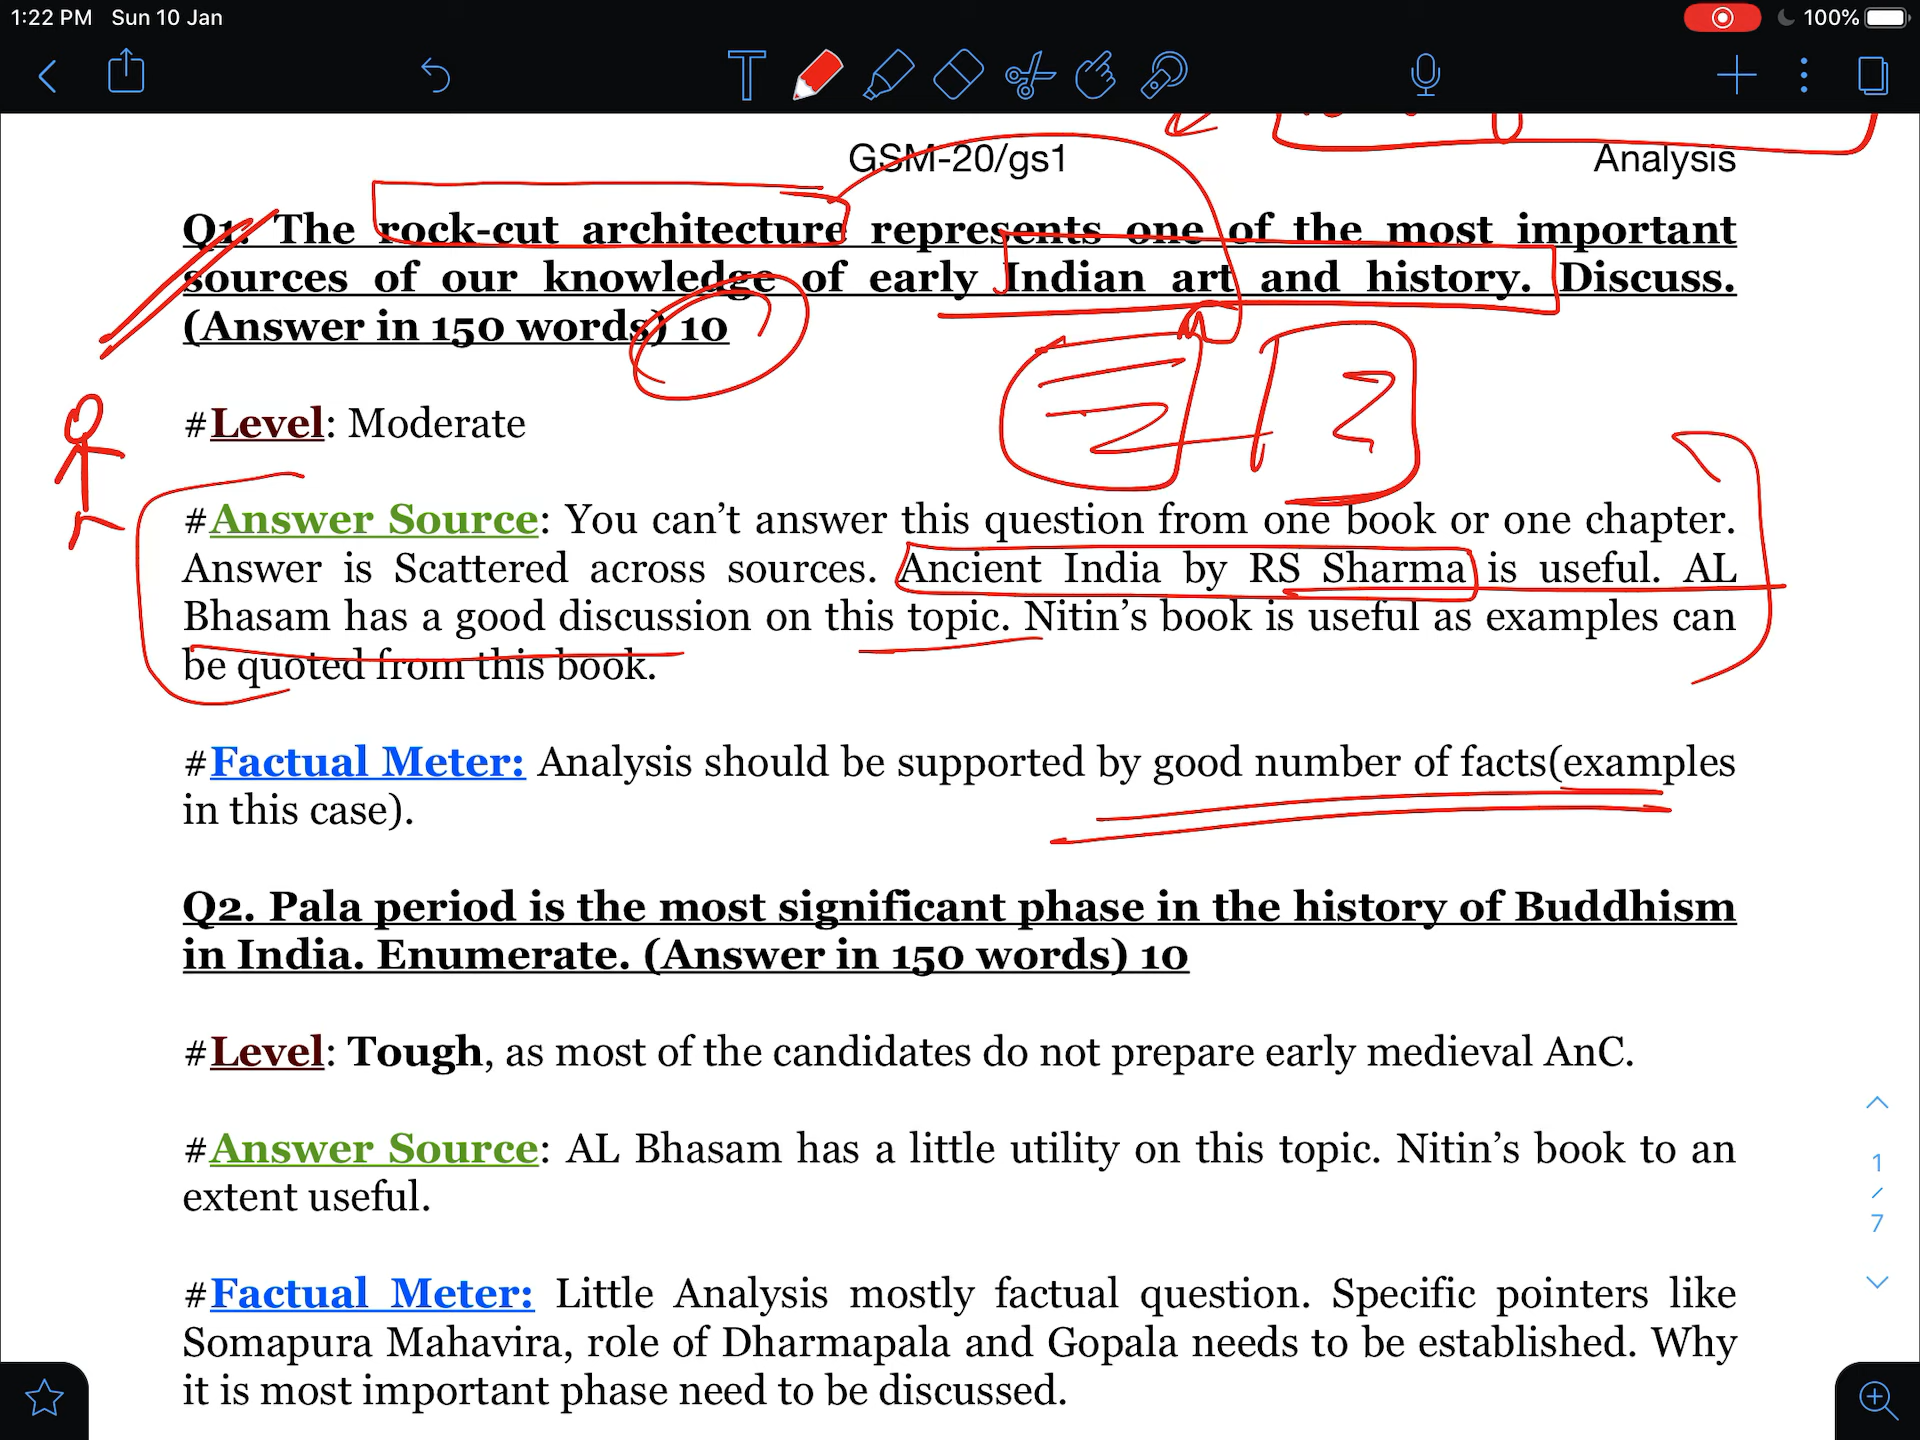 1:22 PM Sun 10 Jan 100%
GSM-20/gs1 Analysis
Q1. The rock-cut architecture represents one of the most important
sources of our knowledge of early Indian art and history. Discuss.
(Answer in 150 words) 10
#Level: Moderate
#Answer Source: You can’t answer this question from one book or one chapter.
Answer is Scattered across sources. Ancient India by RS Sharma is useful. AL
Bhasam has a good discussion on this topic. Nitin’s book is useful as examples can
be quoted from this book.
#Factual Meter: Analysis should be supported by good number of facts(examples
in this case).
Q2. Pala period is the most significant phase in the history of Buddhism
in India. Enumerate. (Answer in 150 words) 10
#Level: Tough, as most of the candidates do not prepare early medieval AnC.
#Answer Source: AL Bhasam has a little utility on this topic. Nitin’s book to an
extent useful.
#Factual Meter: Little Analysis mostly factual question. Specific pointers like
Somapura Mahavira, role of Dharmapala and Gopala needs to be established. Why
it is most important phase need to be discussed.
1
/
7